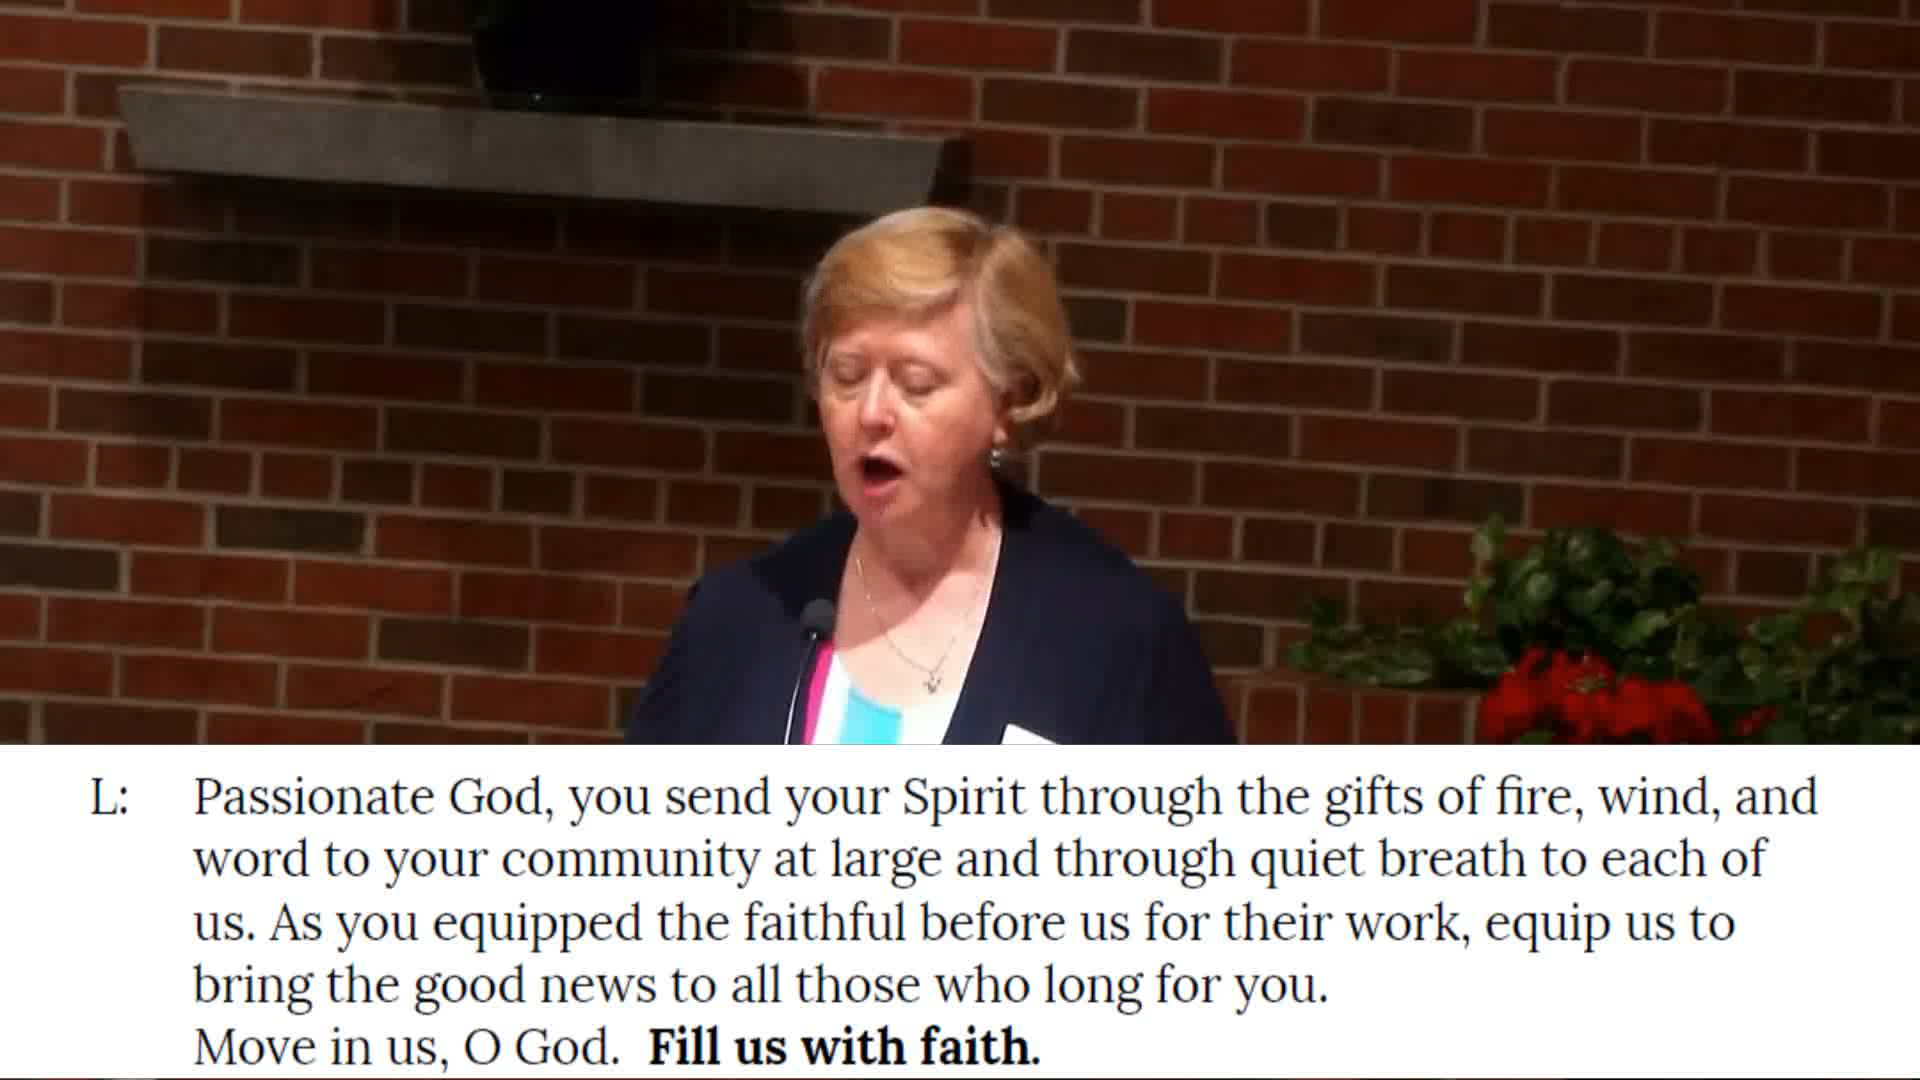 L: Passionate God, you send your Spirit through the gifts of fire, wind, and
word to your community at large and through quiet breath to each of
us. As you equipped the faithful before us for their work, equip us to
bring the good news to all those who long for you.
Move in us, O God. Fill us with faith.